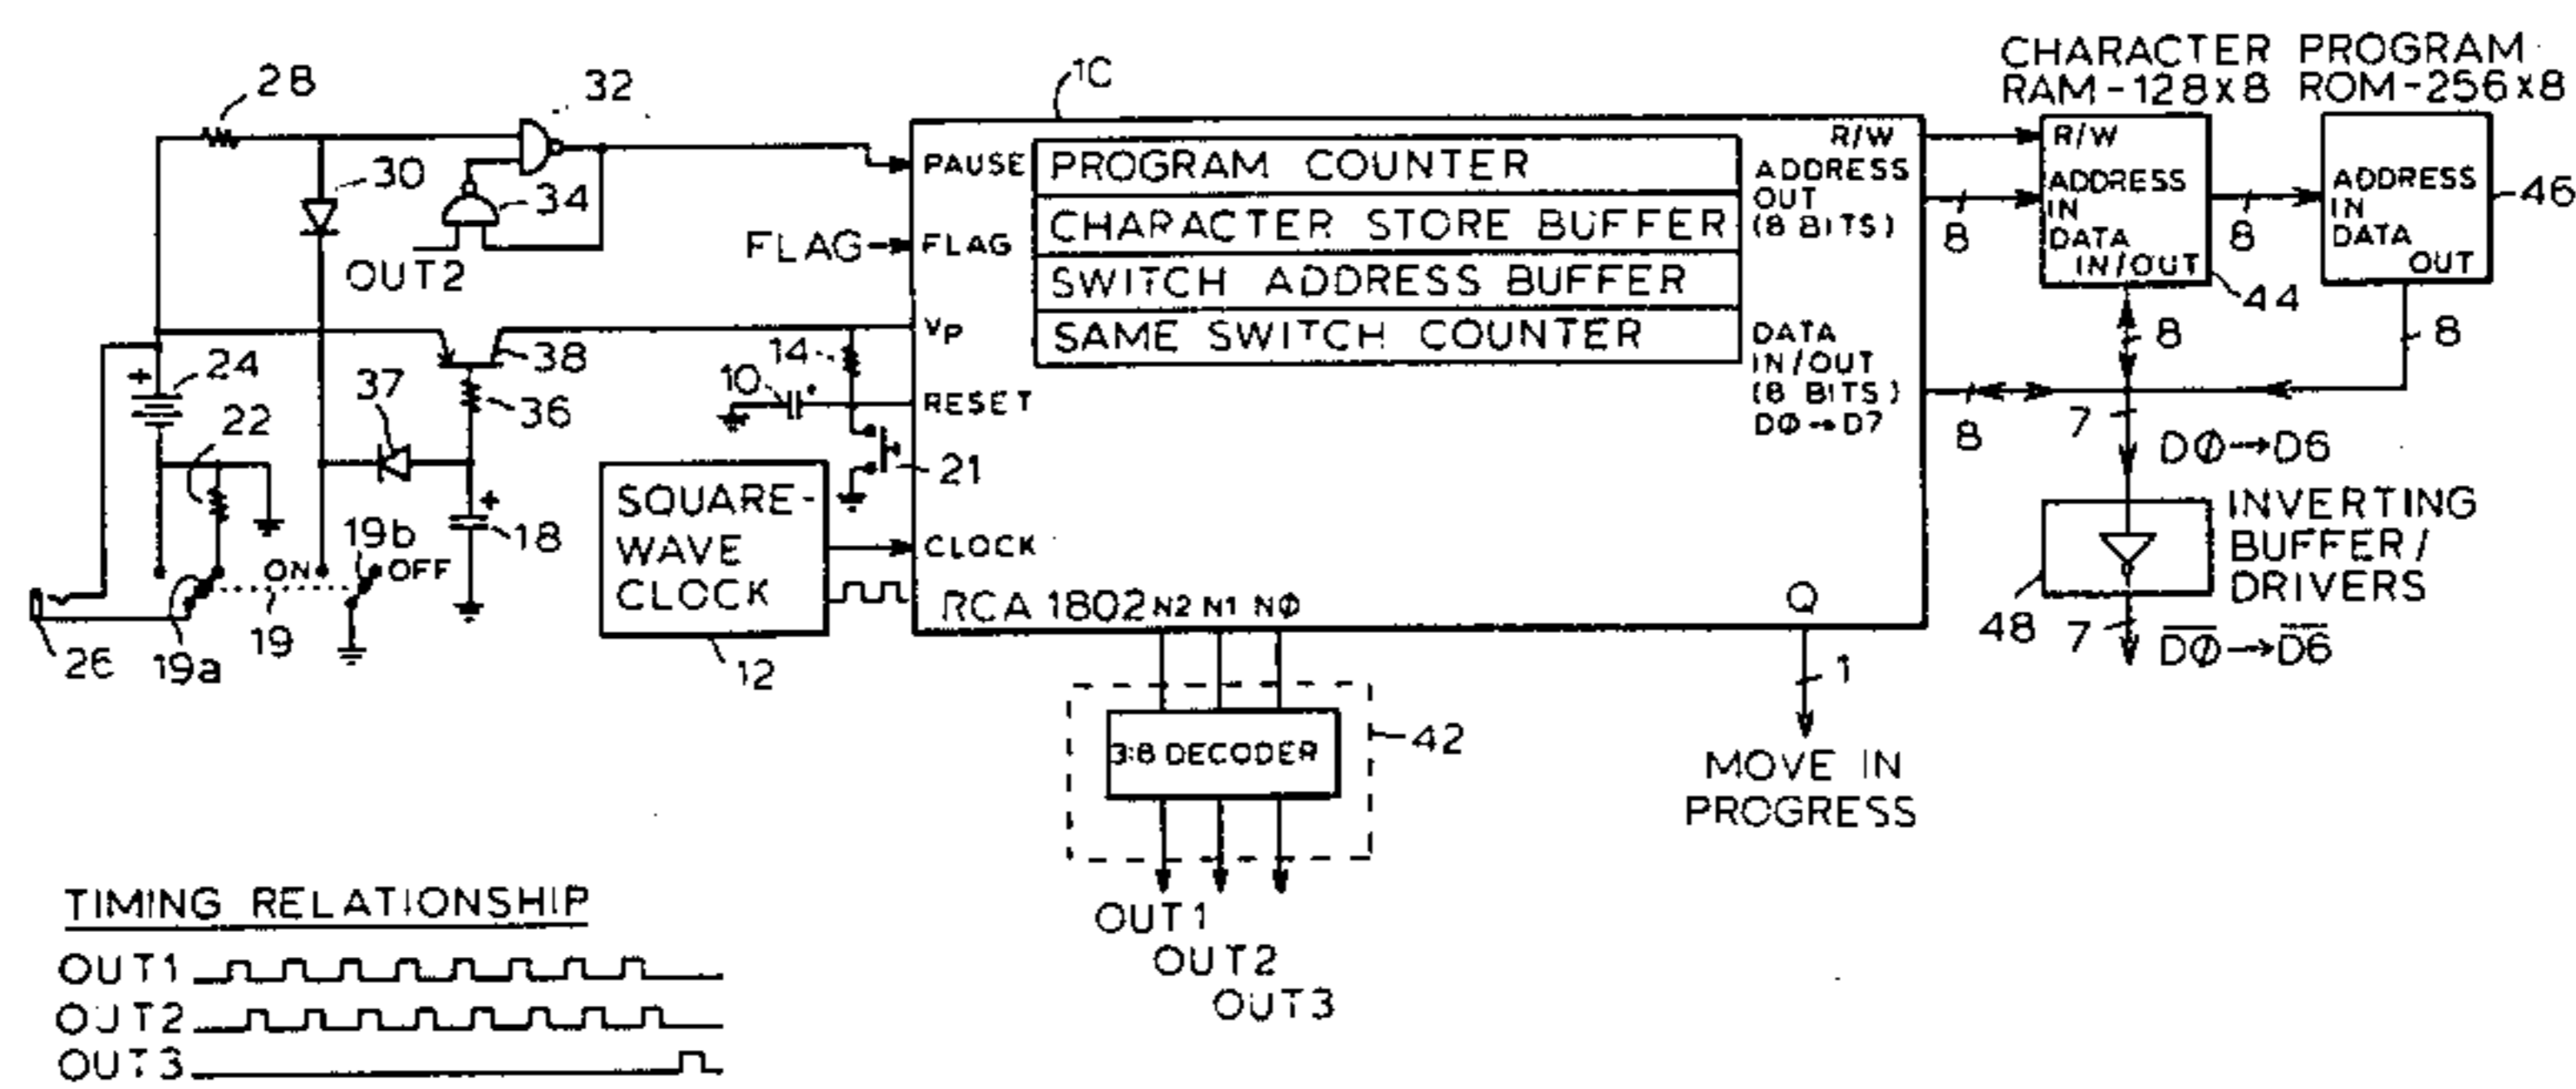 CHARACTER PROGRAM
RAM-128x8 ROM-256x8
28
32
1C
30
34
OUT2
FLAG
PAUSE
FLAG
VP
RESET
CLOCK
PROGRAM COUNTER
CHARACTER STORE BUFFER
SWITCH ADDRESS BUFFER
SAME SWITCH COUNTER
R/W
ADDRESS
OUT
(8 BITS)
DATA
IN/OUT
(8 BITS)
DØ→D7
8
8
R/W
ADDRESS
IN
DATA
IN/OUT
44
8
ADDRESS
IN
DATA
OUT
46
8
8
7
DØ→D6
INVERTING
BUFFER/
DRIVERS
48
7
D̅Ø̅→D̅6̅
+
24
22
37
38
36
14
10
+
21
+
18
19b
ON
OFF
26
19a
19
SQUARE-
WAVE
CLOCK
12
RCA 1802 N2 N1 NØ
Q
1
MOVE IN
PROGRESS
3:8 DECODER
42
OUT1
OUT2
OUT3
TIMING RELATIONSHIP
OUT1
OUT2
OUT3